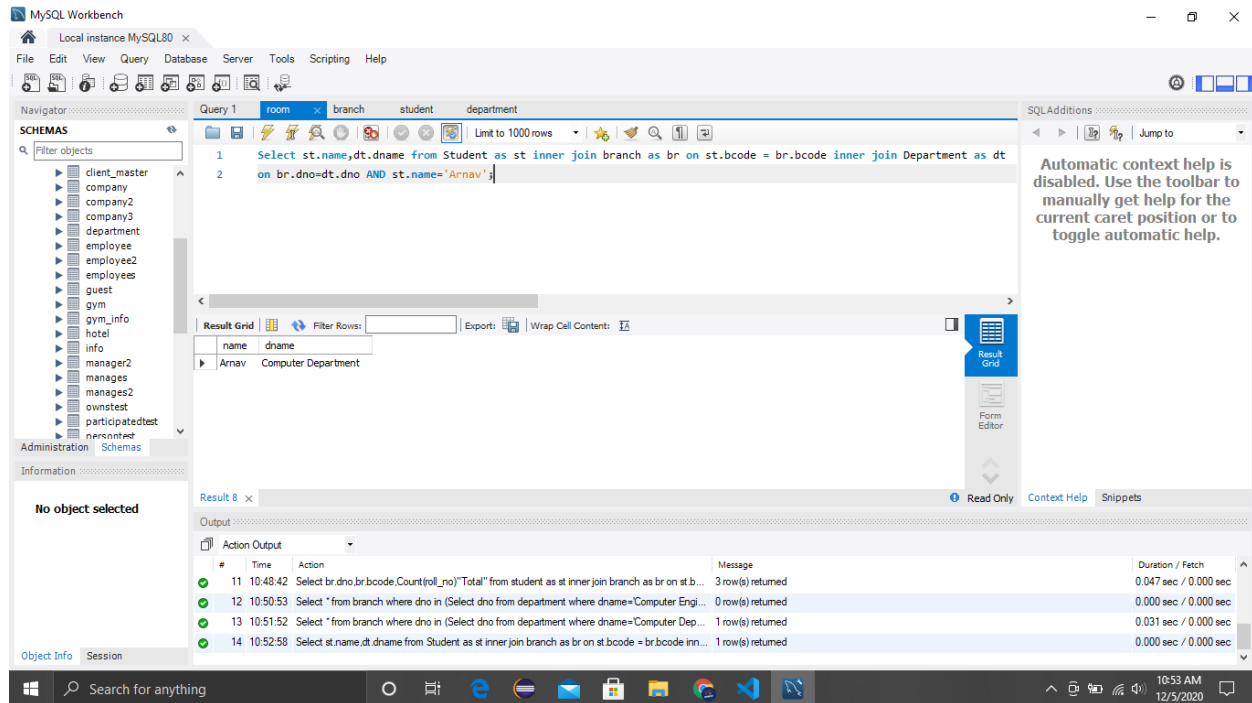 MySQL Workbench
Local instance MySQL80
File Edit View Query Database Server Tools Scripting Help
Navigator
SCHEMAS
Filter objects
client_master
company
company2
company3
department
employee
employee2
employees
guest
gym
gym_info
hotel
info
manager2
manages
manages2
ownstest
participatedtest
persontest
Administration Schemas
Information
No object selected
Object Info Session
Query 1 room branch student department
Limit to 1000 rows
1 Select st.name,dt.dname from Student as st inner join branch as br on st.bcode = br.bcode inner join Department as dt
2 on br.dno=dt.dno AND st.name='Arnav';
Result Grid Filter Rows: Export: Wrap Cell Content:
name dname
Arnav Computer Department
Result Grid
Form Editor
Result 8
Read Only
SQLAdditions
Jump to
Automatic context help is
disabled. Use the toolbar to
manually get help for the
current caret position or to
toggle automatic help.
Context Help Snippets
Output
Action Output
# Time Action Message Duration / Fetch
11 10:48:42 Select br.dno,br.bcode,Count(roll_no)"Total" from student as st inner join branch as br on st.b... 3 row(s) returned 0.047 sec / 0.000 sec
12 10:50:53 Select * from branch where dno in (Select dno from department where dname='Computer Engi... 0 row(s) returned 0.000 sec / 0.000 sec
13 10:51:52 Select * from branch where dno in (Select dno from department where dname='Computer Dep... 1 row(s) returned 0.031 sec / 0.000 sec
14 10:52:58 Select st.name,dt.dname from Student as st inner join branch as br on st.bcode = br.bcode inn... 1 row(s) returned 0.000 sec / 0.000 sec
Search for anything
10:53 AM
12/5/2020